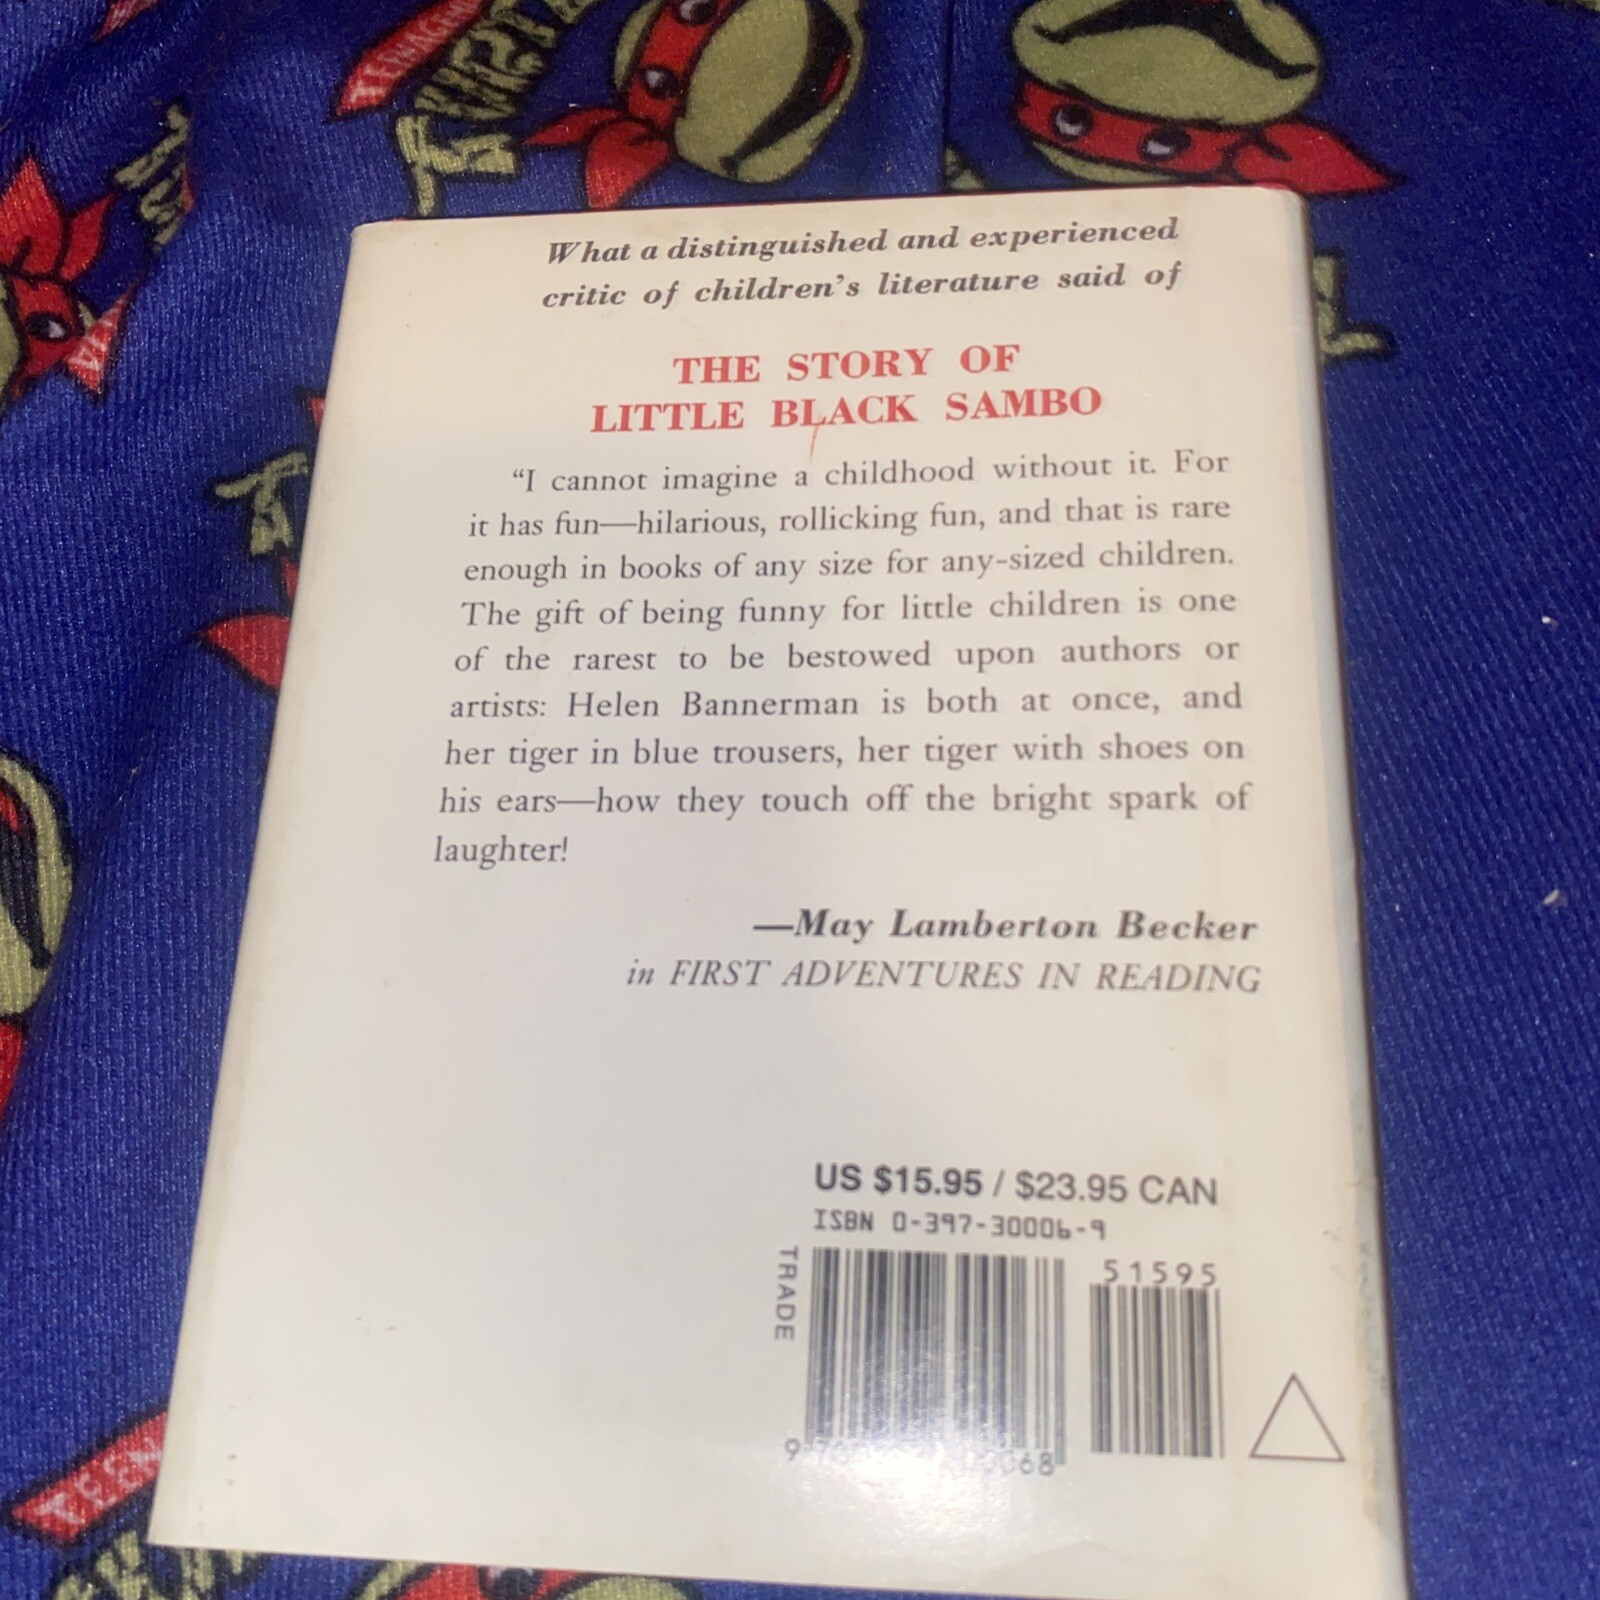 TEENAGE
What a distinguished and experienced
critic of children's literature said of
THE STORY OF
LITTLE BLACK SAMBO
“I cannot imagine a childhood without it. For
it has fun—hilarious, rollicking fun, and that is rare
enough in books of any size for any-sized children.
The gift of being funny for little children is one
of the rarest to be bestowed upon authors or
artists: Helen Bannerman is both at once, and
her tiger in blue trousers, her tiger with shoes on
his ears—how they touch off the bright spark of
laughter!
—May Lamberton Becker
in FIRST ADVENTURES IN READING
US $15.95 / $23.95 CAN
ISBN 0-397-30006-9
TRADE
51595
TEEN